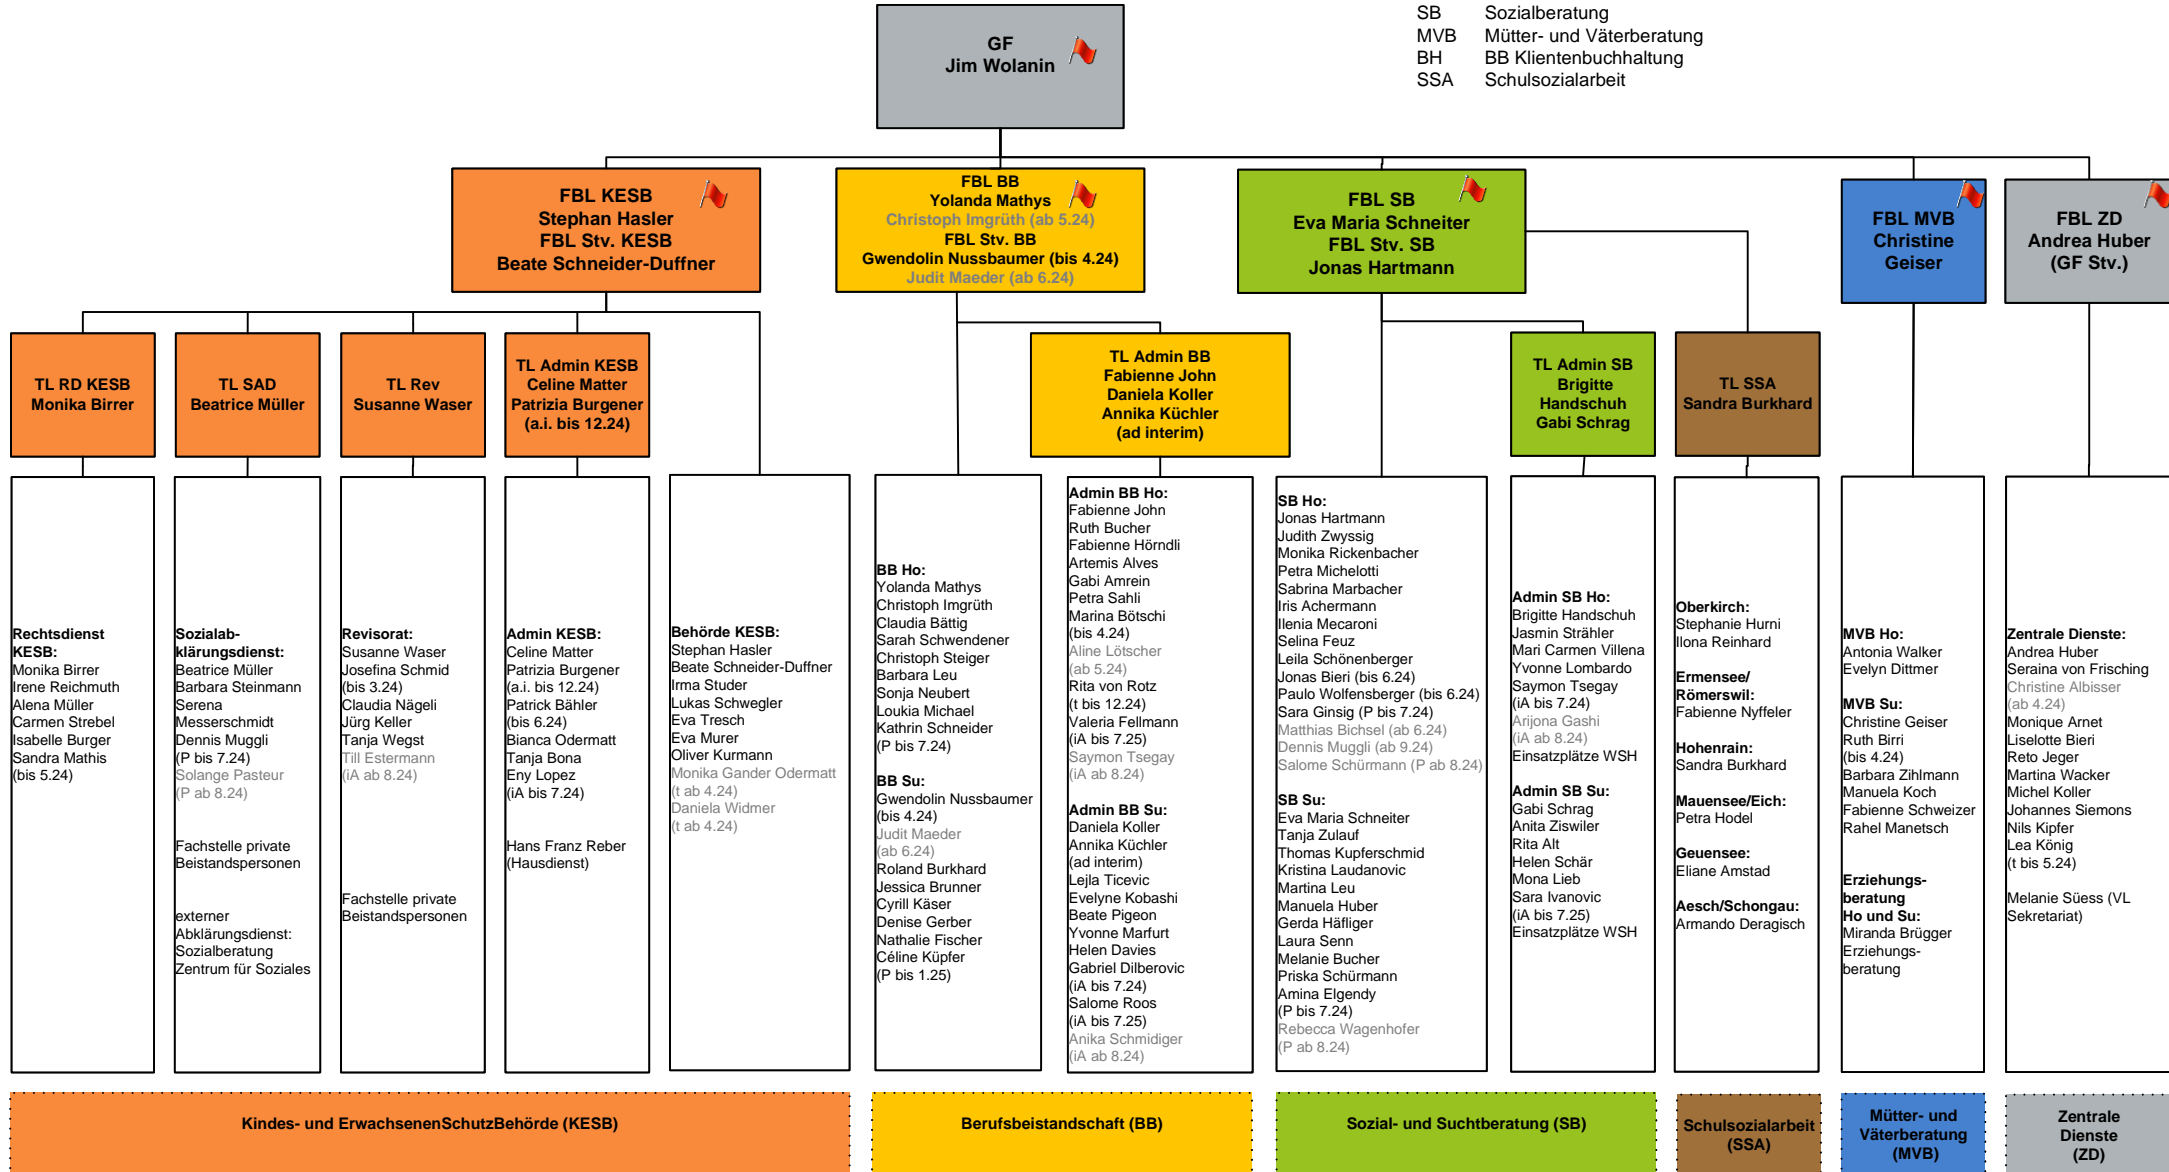 SB Sozialberatung
MVB Mütter- und Väterberatung
BH BB Klientenbuchhaltung
SSA Schulsozialarbeit
GF
Jim Wolanin
FBL KESB
Stephan Hasler
FBL Stv. KESB
Beate Schneider-Duffner
FBL BB
Yolanda Mathys
Christoph Imgrüth (ab 5.24)
FBL Stv. BB
Gwendolin Nussbaumer (bis 4.24)
Judit Maeder (ab 6.24)
FBL SB
Eva Maria Schneiter
FBL Stv. SB
Jonas Hartmann
FBL MVB
Christine
Geiser
FBL ZD
Andrea Huber
(GF Stv.)
TL RD KESB
Monika Birrer
TL SAD
Beatrice Müller
TL Rev
Susanne Waser
TL Admin KESB
Celine Matter
Patrizia Burgener
(a.i. bis 12.24)
TL Admin BB
Fabienne John
Daniela Koller
Annika Küchler
(ad interim)
TL Admin SB
Brigitte
Handschuh
Gabi Schrag
TL SSA
Sandra Burkhard
Rechtsdienst
KESB:
Monika Birrer
Irene Reichmuth
Alena Müller
Carmen Strebel
Isabelle Burger
Sandra Mathis
(bis 5.24)
Sozialab-
klärungsdienst:
Beatrice Müller
Barbara Steinmann
Serena
Messerschmidt
Dennis Muggli
(P bis 7.24)
Solange Pasteur
(P ab 8.24)
Fachstelle private
Beistandspersonen
externer
Abklärungsdienst:
Sozialberatung
Zentrum für Soziales
Revisorat:
Susanne Waser
Josefina Schmid
(bis 3.24)
Claudia Nägeli
Jürg Keller
Tanja Wegst
Till Estermann
(iA ab 8.24)
Fachstelle private
Beistandspersonen
Admin KESB:
Celine Matter
Patrizia Burgener
(a.i. bis 12.24)
Patrick Bähler
(bis 6.24)
Bianca Odermatt
Tanja Bona
Eny Lopez
(iA bis 7.24)
Hans Franz Reber
(Hausdienst)
Behörde KESB:
Stephan Hasler
Beate Schneider-Duffner
Irma Studer
Lukas Schwegler
Eva Tresch
Eva Murer
Oliver Kurmann
Monika Gander Odermatt
(t ab 4.24)
Daniela Widmer
(t ab 4.24)
BB Ho:
Yolanda Mathys
Christoph Imgrüth
Claudia Bättig
Sarah Schwendener
Christoph Steiger
Barbara Leu
Sonja Neubert
Loukia Michael
Kathrin Schneider
(P bis 7.24)
BB Su:
Gwendolin Nussbaumer
(bis 4.24)
Judit Maeder
(ab 6.24)
Roland Burkhard
Jessica Brunner
Cyrill Käser
Denise Gerber
Nathalie Fischer
Céline Küpfer
(P bis 1.25)
Admin BB Ho:
Fabienne John
Ruth Bucher
Fabienne Hörndli
Artemis Alves
Gabi Amrein
Petra Sahli
Marina Bötschi
(bis 4.24)
Aline Lötscher
(ab 5.24)
Rita von Rotz
(t bis 12.24)
Valeria Fellmann
(iA bis 7.25)
Saymon Tsegay
(iA ab 8.24)
Admin BB Su:
Daniela Koller
Annika Küchler
(ad interim)
Lejla Ticevic
Evelyne Kobashi
Beate Pigeon
Yvonne Marfurt
Helen Davies
Gabriel Dilberovic
(iA bis 7.24)
Salome Roos
(iA bis 7.25)
Anika Schmidiger
(iA ab 8.24)
SB Ho:
Jonas Hartmann
Judith Zwyssig
Monika Rickenbacher
Petra Michelotti
Sabrina Marbacher
Iris Achermann
Ilenia Mecaroni
Selina Feuz
Leila Schönenberger
Jonas Bieri (bis 6.24)
Paulo Wolfensberger (bis 6.24)
Sara Ginsig (P bis 7.24)
Matthias Bichsel (ab 6.24)
Dennis Muggli (ab 9.24)
Salome Schürmann (P ab 8.24)
SB Su:
Eva Maria Schneiter
Tanja Zulauf
Thomas Kupferschmid
Kristina Laudanovic
Martina Leu
Manuela Huber
Gerda Häfliger
Laura Senn
Melanie Bucher
Priska Schürmann
Amina Elgendy
(P bis 7.24)
Rebecca Wagenhofer
(P ab 8.24)
Admin SB Ho:
Brigitte Handschuh
Jasmin Strähler
Mari Carmen Villena
Yvonne Lombardo
Saymon Tsegay
(iA bis 7.24)
Arijona Gashi
(iA ab 8.24)
Einsatzplätze WSH
Admin SB Su:
Gabi Schrag
Anita Ziswiler
Rita Alt
Helen Schär
Mona Lieb
Sara Ivanovic
(iA bis 7.25)
Einsatzplätze WSH
Oberkirch:
Stephanie Hurni
Ilona Reinhard
Ermensee/
Römerswil:
Fabienne Nyffeler
Hohenrain:
Sandra Burkhard
Mauensee/Eich:
Petra Hodel
Geuensee:
Eliane Amstad
Aesch/Schongau:
Armando Deragisch
MVB Ho:
Antonia Walker
Evelyn Dittmer
MVB Su:
Christine Geiser
Ruth Birri
(bis 4.24)
Barbara Zihlmann
Manuela Koch
Fabienne Schweizer
Rahel Manetsch
Erziehungs-
beratung
Ho und Su:
Miranda Brügger
Erziehungs-
beratung
Zentrale Dienste:
Andrea Huber
Seraina von Frisching
Christine Albisser
(ab 4.24)
Monique Arnet
Liselotte Bieri
Reto Jeger
Martina Wacker
Michel Koller
Johannes Siemons
Nils Kipfer
Lea König
(t bis 5.24)
Melanie Süess (VL
Sekretariat)
Kindes- und ErwachsenenSchutzBehörde (KESB)
Berufsbeistandschaft (BB)
Sozial- und Suchtberatung (SB)
Schulsozialarbeit
(SSA)
Mütter- und
Väterberatung
(MVB)
Zentrale
Dienste
(ZD)